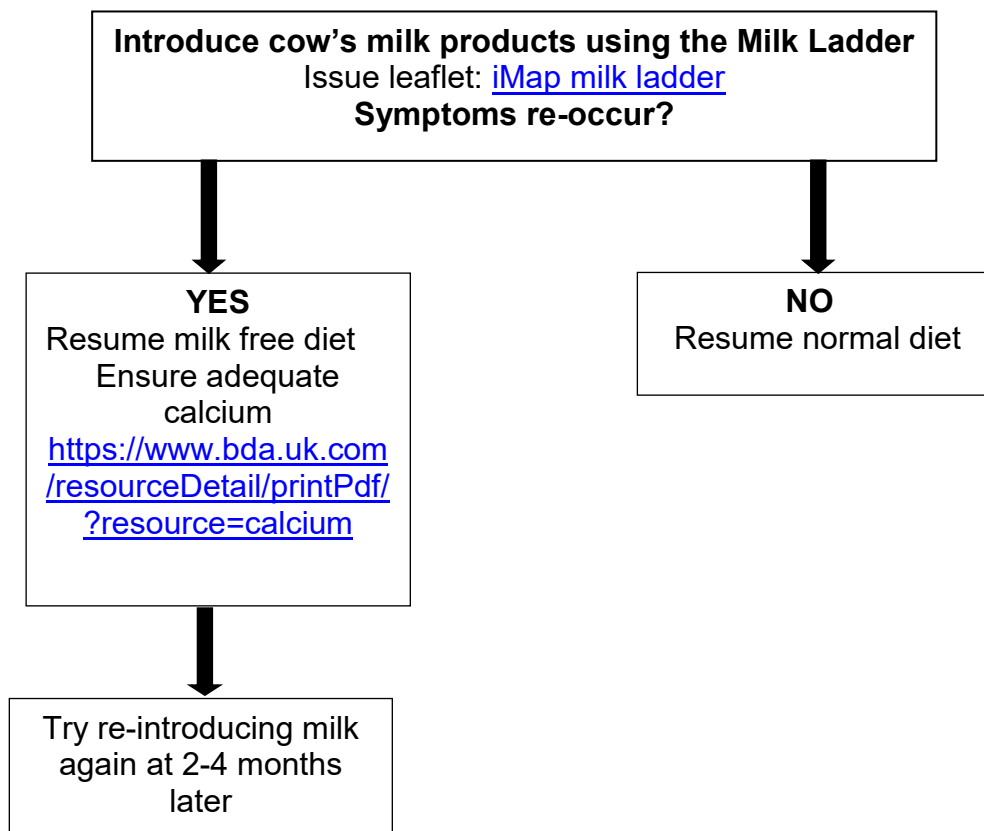 Introduce cow’s milk products using the Milk Ladder
Issue leaflet: iMap milk ladder
Symptoms re-occur?
YES
Resume milk free diet
Ensure adequate
calcium
https://www.bda.uk.com
/resourceDetail/printPdf/
?resource=calcium
NO
Resume normal diet
Try re-introducing milk
again at 2-4 months
later